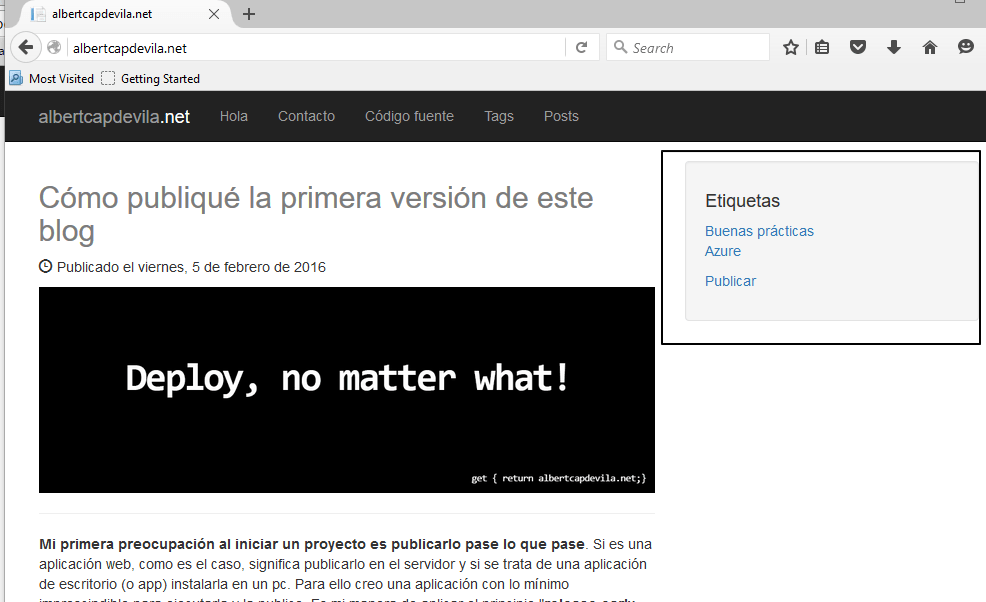 albertcapdevila.net
albertcapdevila.net
Search
Most Visited Getting Started
albertcapdevila.net Hola Contacto Código fuente Tags Posts
Cómo publiqué la primera versión de este
blog
Publicado el viernes, 5 de febrero de 2016
Deploy, no matter what!
get { return albertcapdevila.net;}
Mi primera preocupación al iniciar un proyecto es publicarlo pase lo que pase. Si es una
aplicación web, como es el caso, significa publicarlo en el servidor y si se trata de una aplicación
de escritorio (o app) instalarla en un pc. Para ello creo una aplicación con lo mínimo
Etiquetas
Buenas prácticas
Azure
Publicar